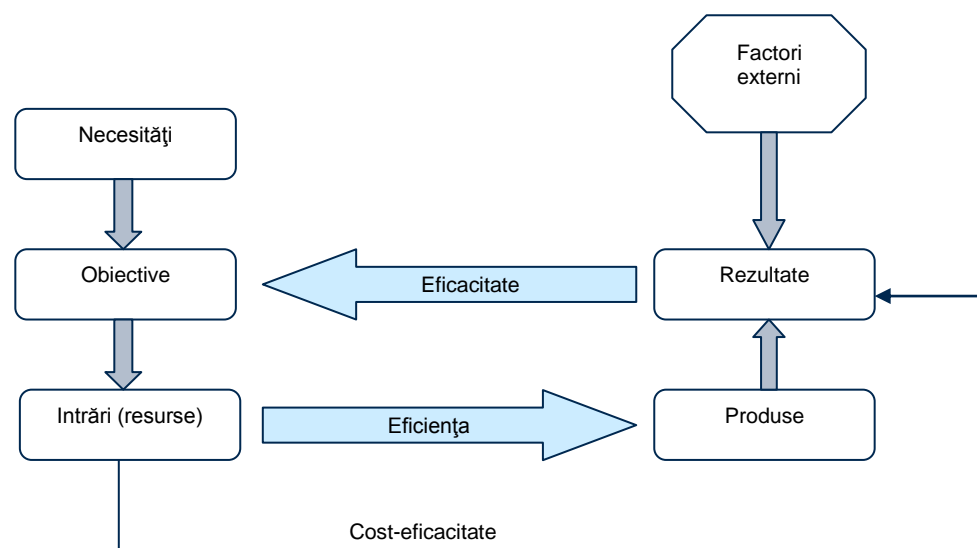 Factori
externi
Necesităţi
Obiective
Eficacitate
Rezultate
Intrări (resurse)
Eficienţa
Produse
Cost-eficacitate